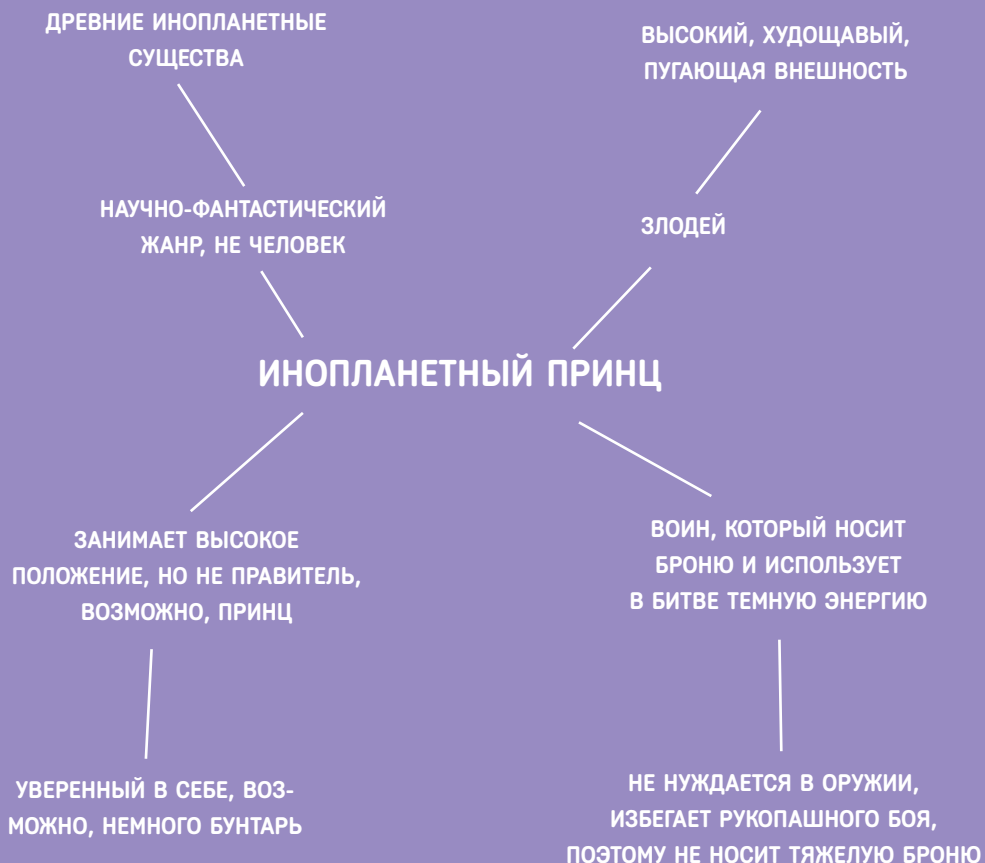 ДРЕВНИЕ ИНОПЛАНЕТНЫЕ
СУЩЕСТВА
ВЫСОКИЙ, ХУДОЩАВЫЙ,
ПУГАЮЩАЯ ВНЕШНОСТЬ
НАУЧНО-ФАНТАСТИЧЕСКИЙ
ЖАНР, НЕ ЧЕЛОВЕК
ЗЛОДЕЙ
ИНОПЛАНЕТНЫЙ ПРИНЦ
ЗАНИМАЕТ ВЫСОКОЕ
ПОЛОЖЕНИЕ, НО НЕ ПРАВИТЕЛЬ,
ВОЗМОЖНО, ПРИНЦ
ВОИН, КОТОРЫЙ НОСИТ
БРОНЮ И ИСПОЛЬЗУЕТ
В БИТВЕ ТЕМНУЮ ЭНЕРГИЮ
УВЕРЕННЫЙ В СЕБЕ, ВОЗ-
МОЖНО, НЕМНОГО БУНТАРЬ
НЕ НУЖДАЕТСЯ В ОРУЖИИ,
ИЗБЕГАЕТ РУКОПАШНОГО БОЯ,
ПОЭТОМУ НЕ НОСИТ ТЯЖЕЛУЮ БРОНЮ